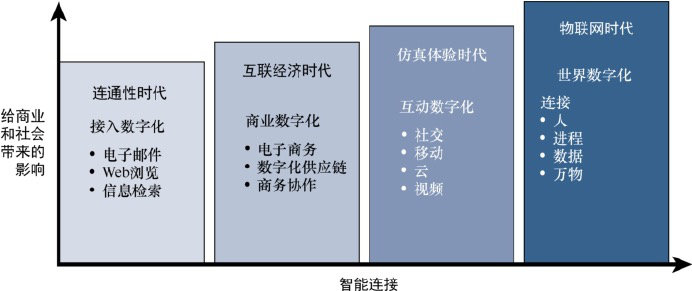 给商业
和社会
带来的
影响
连通性时代
接入数字化
• 电子邮件
• Web浏览
• 信息检索
互联经济时代
商业数字化
• 电子商务
• 数字化供应链
• 商务协作
仿真体验时代
互动数字化
• 社交
• 移动
• 云
• 视频
物联网时代
世界数字化
连接
• 人
• 进程
• 数据
• 万物
智能连接